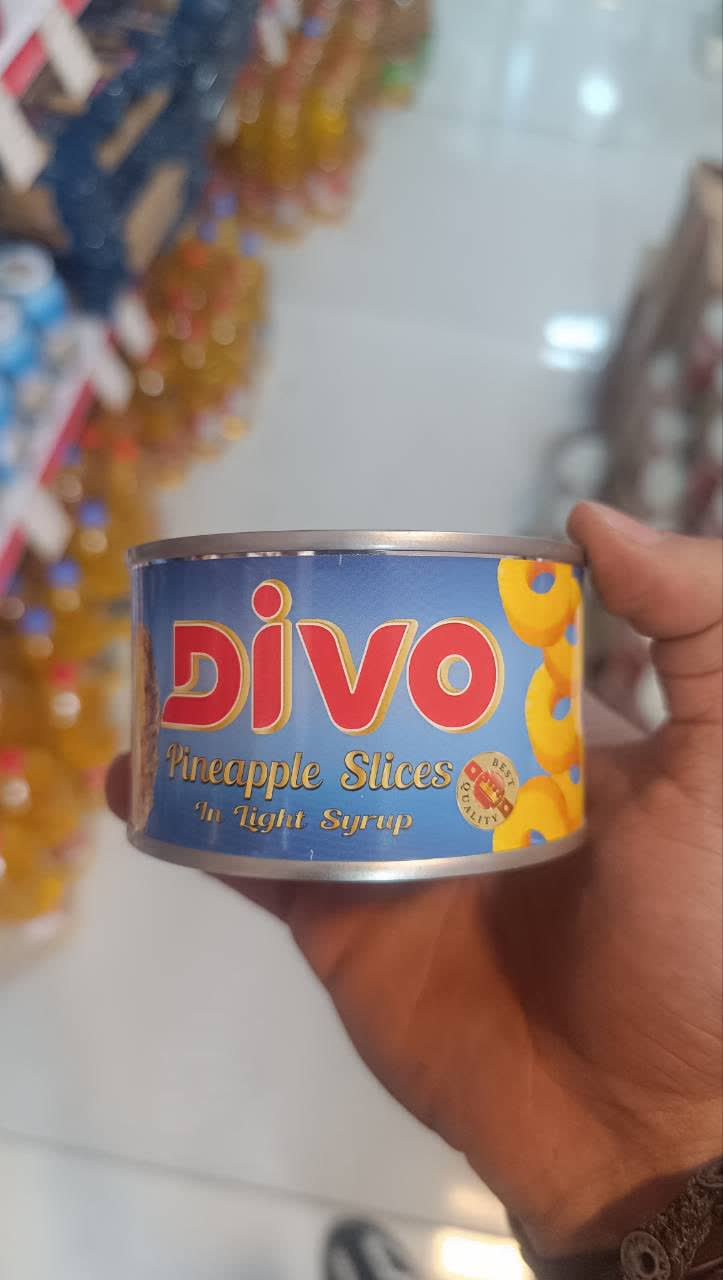 DiVO
Pineapple Slices
In Light Syrup
BEST
QUALITY